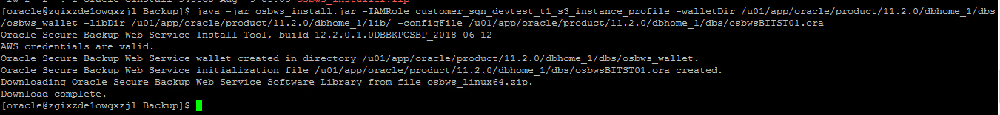 [oracle@zgixzde1owqxzjl Backup]$ java -jar osbws_install.jar -IAMRole customer_sgn_devtest_t1_s3_instance_profile -walletDir /u01/app/oracle/product/11.2.0/dbhome_1/dbs
/osbws_wallet -libDir /u01/app/oracle/product/11.2.0/dbhome_1/lib/ -configFile /u01/app/oracle/product/11.2.0/dbhome_1/dbs/osbwsBITST01.ora
Oracle Secure Backup Web Service Install Tool, build 12.2.0.1.0DBBKPCSBP_2018-06-12
AWS credentials are valid.
Oracle Secure Backup Web Service wallet created in directory /u01/app/oracle/product/11.2.0/dbhome_1/dbs/osbws_wallet.
Oracle Secure Backup Web Service initialization file /u01/app/oracle/product/11.2.0/dbhome_1/dbs/osbwsBITST01.ora created.
Downloading Oracle Secure Backup Web Service Software Library from file osbws_linux64.zip.
Download complete.
[oracle@zgixzde1owqxzjl Backup]$